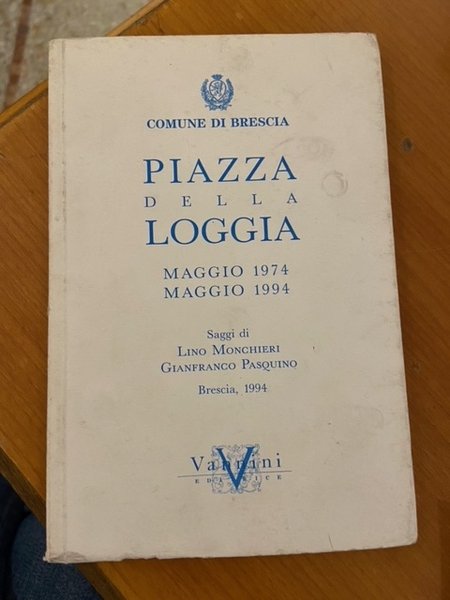 COMUNE DI BRESCIA
PIAZZA
DELLA
LOGGIA
MAGGIO 1974
MAGGIO 1994
Saggi di
LINO MONCHIERI
GIANFRANCO PASQUINO
Brescia, 1994
Vannini
EDITRICE